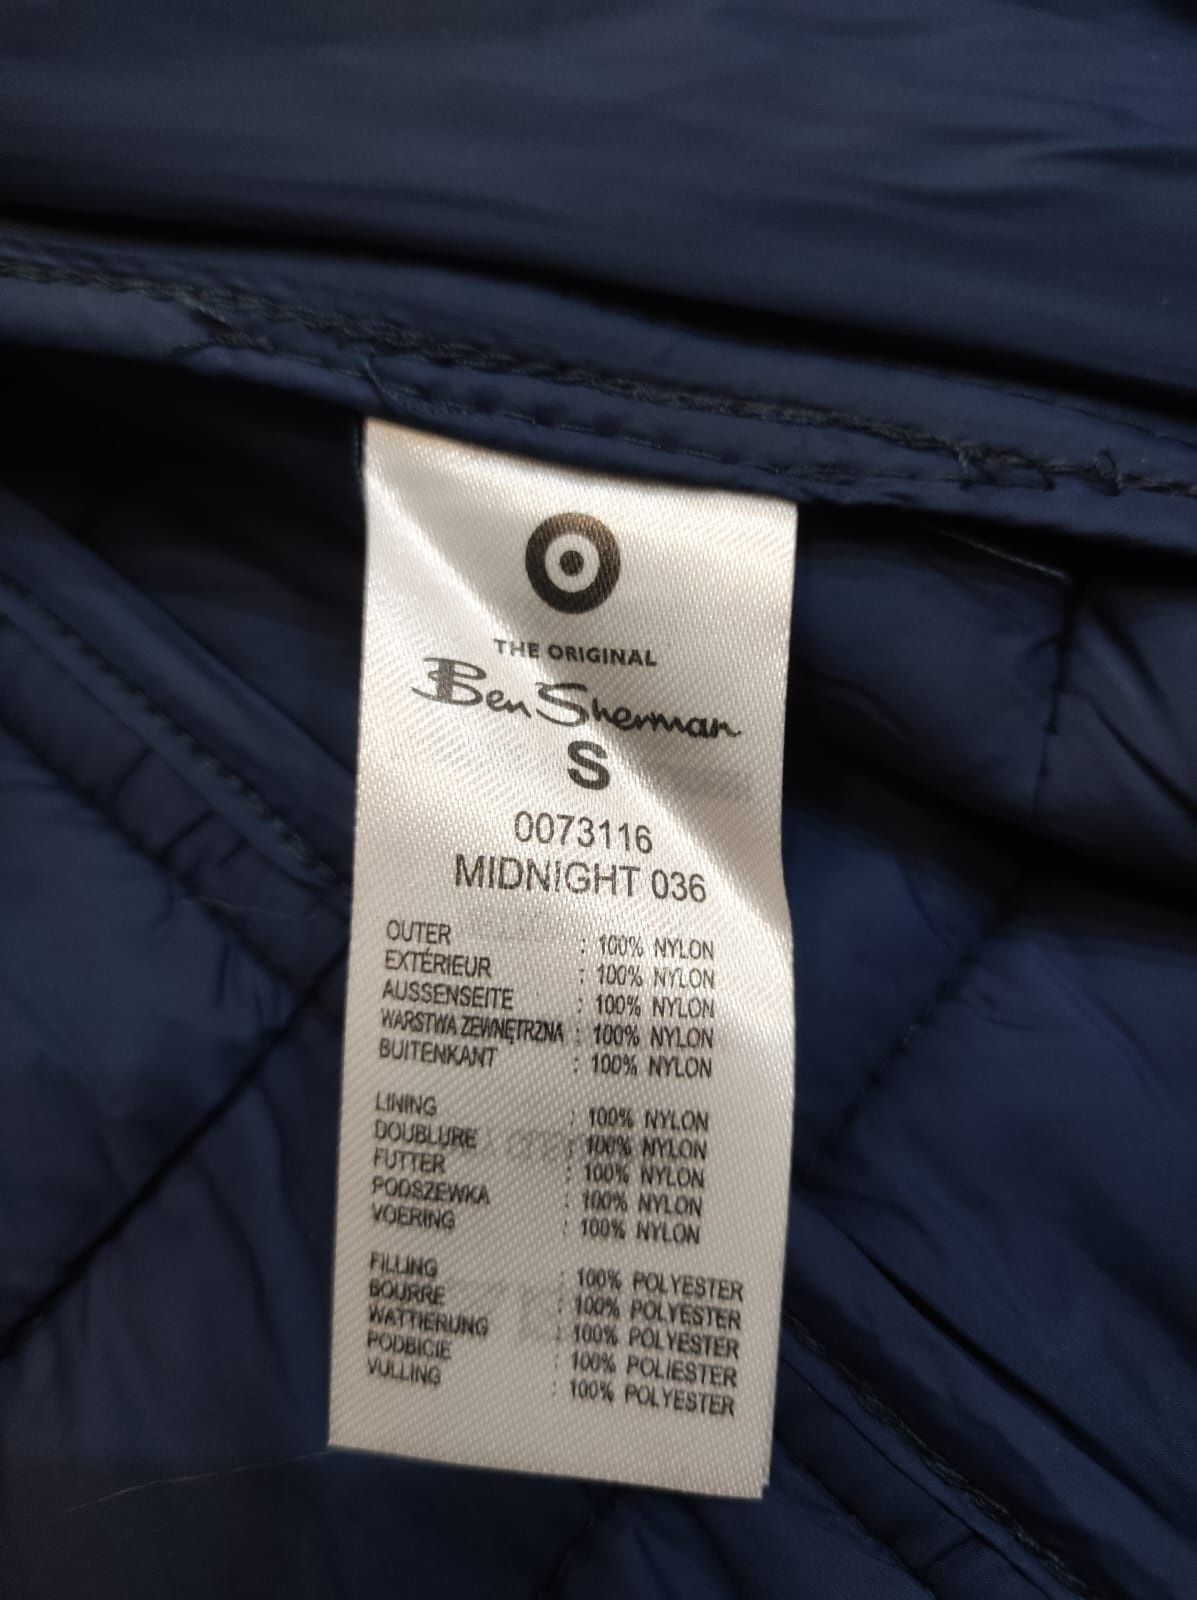 THE ORIGINAL
Ben Sherman
S
0073116
MIDNIGHT 036
OUTER : 100% NYLON
EXTÉRIEUR : 100% NYLON
AUSSENSEITE : 100% NYLON
WARSTWA ZEWNĘTRZNA : 100% NYLON
BUITENKANT : 100% NYLON
LINING : 100% NYLON
DOUBLURE : 100% NYLON
FUTTER : 100% NYLON
PODSZEWKA : 100% NYLON
VOERING : 100% NYLON
FILLING : 100% POLYESTER
BOURRE : 100% POLYESTER
WATTIERUNG : 100% POLYESTER
PODBICIE : 100% POLIESTER
VULLING : 100% POLYESTER